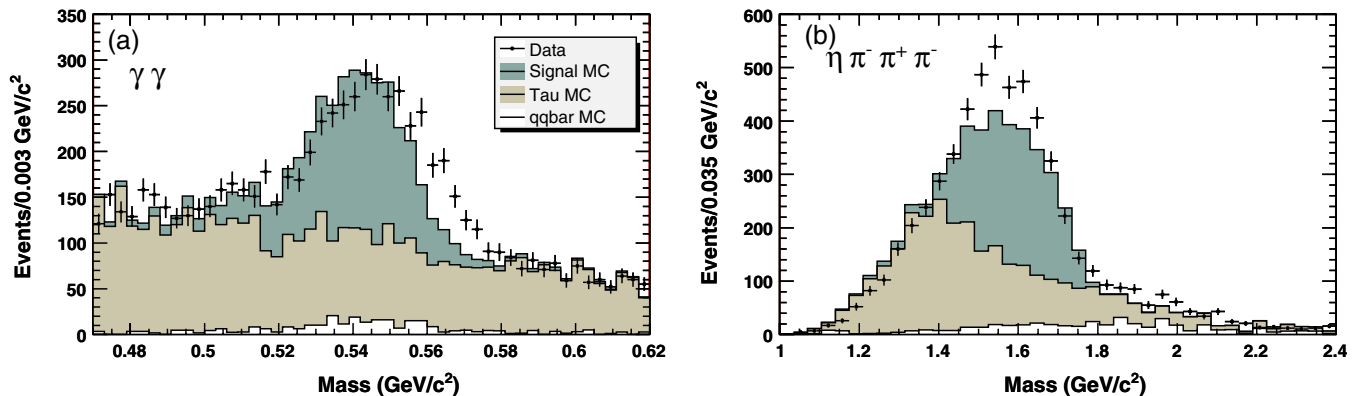 (a)
γ γ
Data
Signal MC
Tau MC
qqbar MC
Events/0.003 GeV/c²
350
300
250
200
150
100
50
0
0.48 0.5 0.52 0.54 0.56 0.58 0.6 0.62
Mass (GeV/c²)
(b)
η π⁻ π⁺ π⁻
Events/0.035 GeV/c²
600
500
400
300
200
100
0
1 1.2 1.4 1.6 1.8 2 2.2 2.4
Mass (GeV/c²)